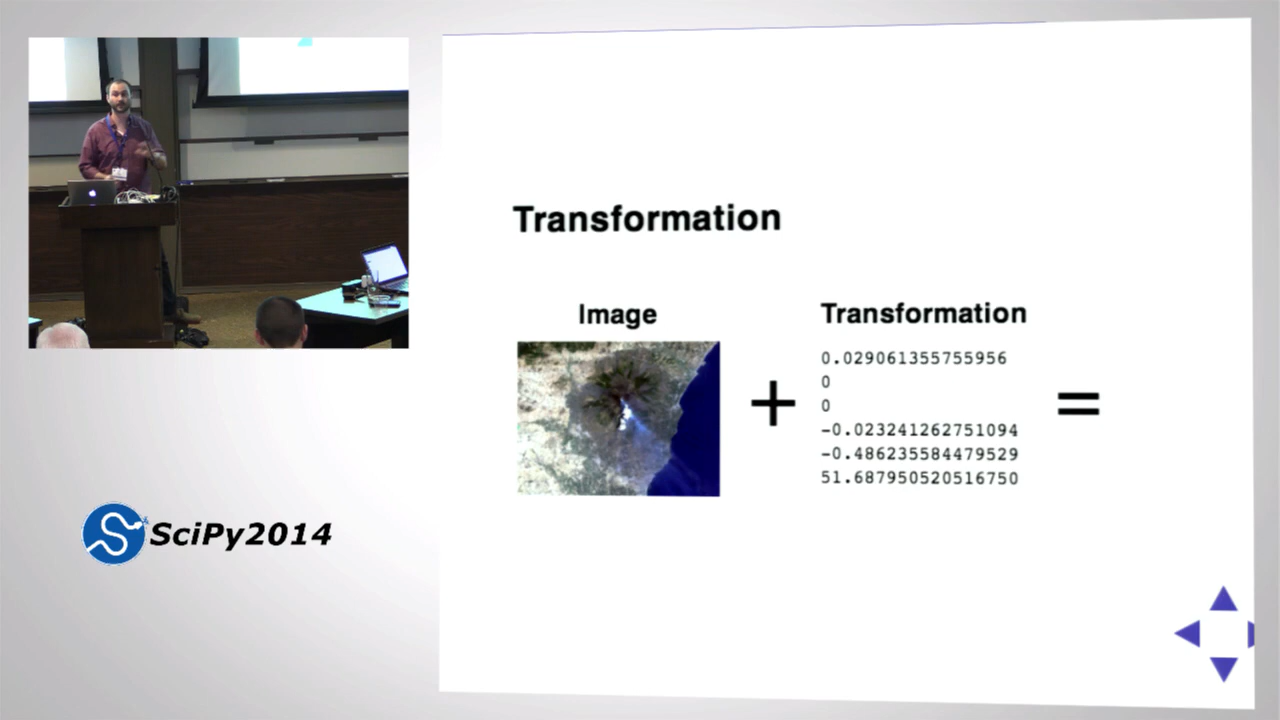 Transformation
Image
Transformation
0.029061355755956
0
0
-0.023241262751094
-0.486235584479529
51.687950520516750
SciPy2014